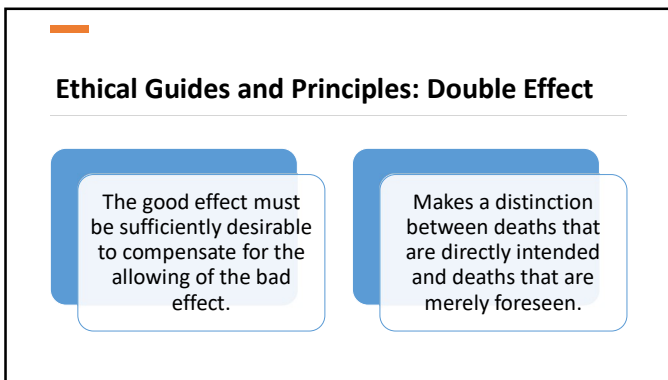 Ethical Guides and Principles: Double Effect
The good effect must
be sufficiently desirable
to compensate for the
allowing of the bad
effect.
Makes a distinction
between deaths that
are directly intended
and deaths that are
merely foreseen.